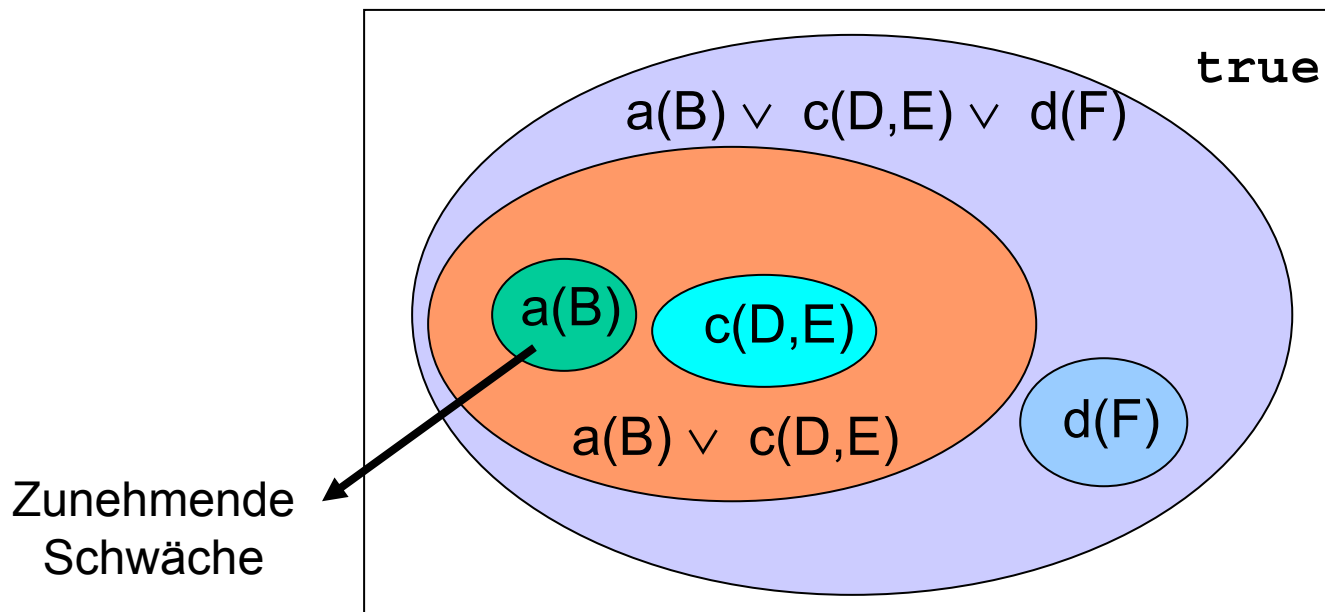 true
a(B) ∨ c(D,E) ∨ d(F)
a(B)
c(D,E)
d(F)
a(B) ∨ c(D,E)
Zunehmende
Schwäche